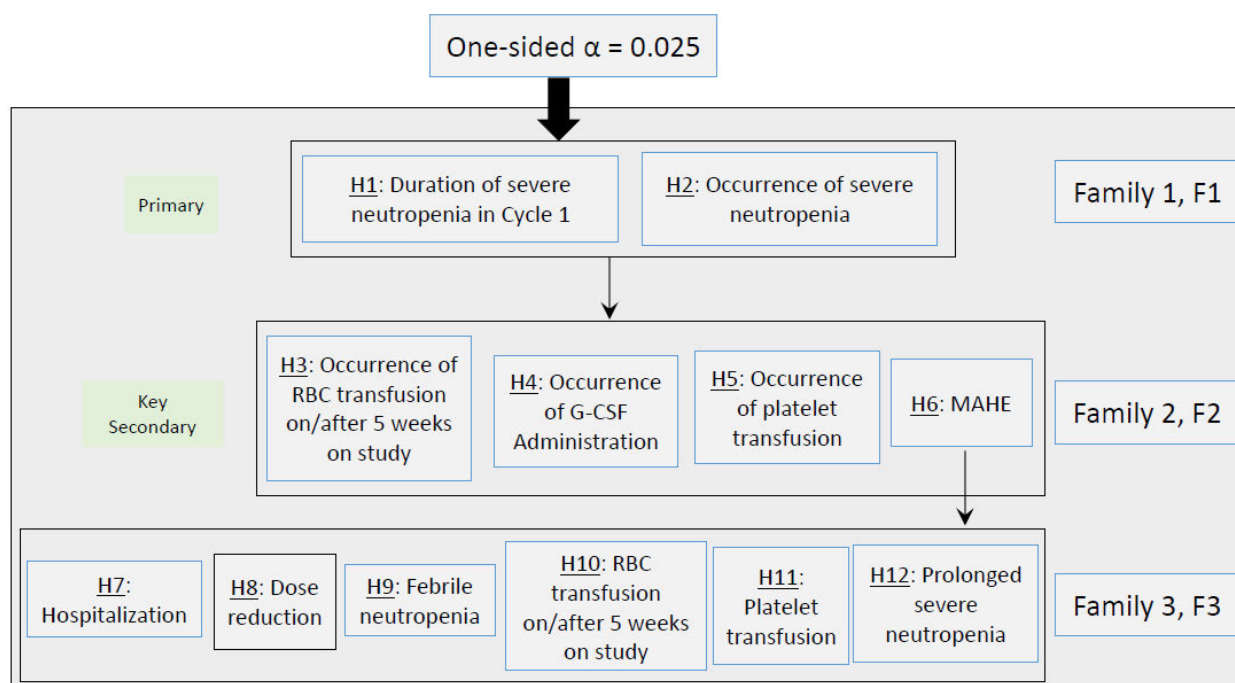 One-sided α = 0.025
Primary
H1: Duration of severe
neutropenia in Cycle 1
H2: Occurrence of severe
neutropenia
Family 1, F1
Key
Secondary
H3: Occurrence of
RBC transfusion
on/after 5 weeks
on study
H4: Occurrence
of G-CSF
Administration
H5: Occurrence
of platelet
transfusion
H6: MAHE
Family 2, F2
H7:
Hospitalization
H8: Dose
reduction
H9: Febrile
neutropenia
H10: RBC
transfusion
on/after 5 weeks
on study
H11:
Platelet
transfusion
H12: Prolonged
severe
neutropenia
Family 3, F3